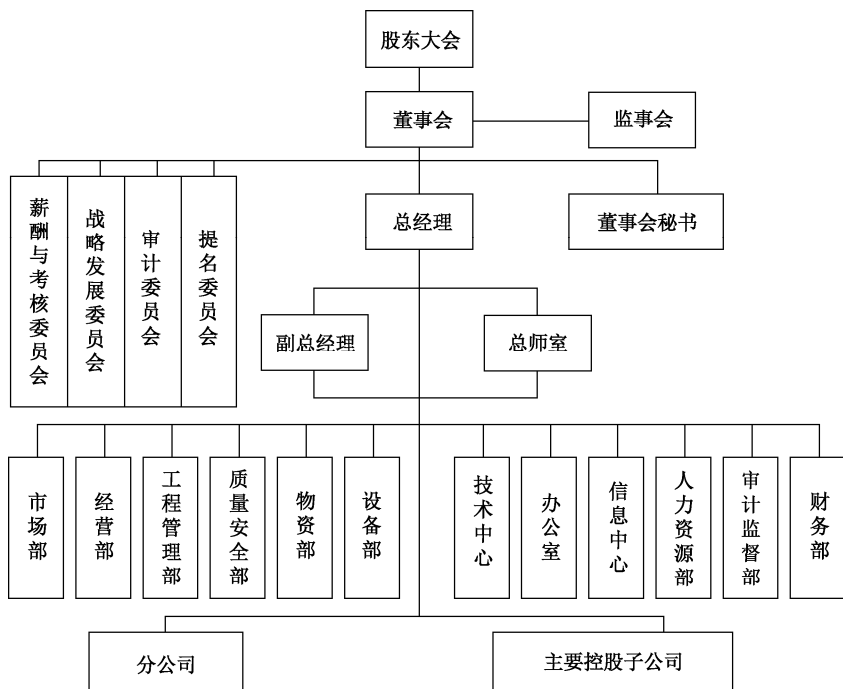 股东大会
董事会
监事会
薪酬与考核委员会
战略发展委员会
审计委员会
提名委员会
总经理
董事会秘书
副总经理
总师室
市场部
经营部
工程管理部
质量安全部
物资部
设备部
技术中心
办公室
信息中心
人力资源部
审计监督部
财务部
分公司
主要控股子公司